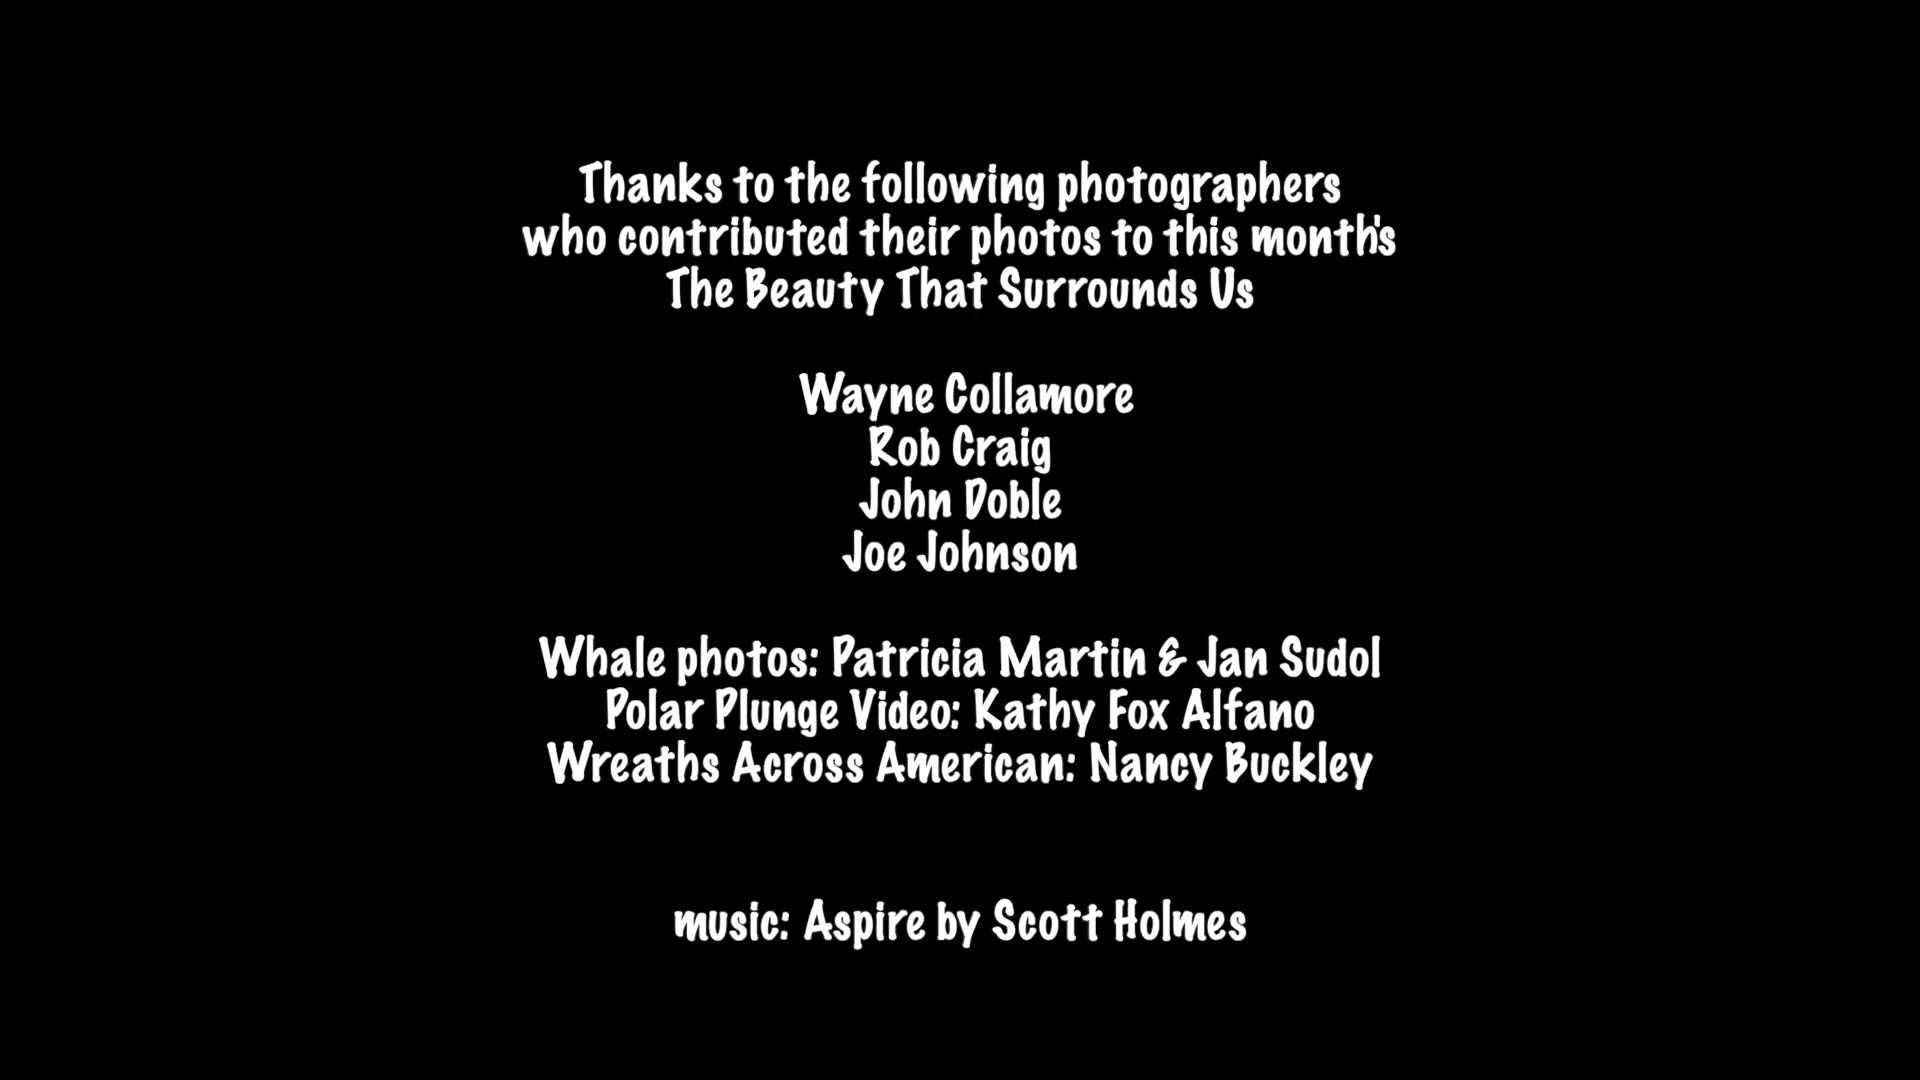 Thanks to the following photographers
who contributed their photos to this month's
The Beauty That Surrounds Us
Wayne Collamore
Rob Craig
John Doble
Joe Johnson
Whale photos: Patricia Martin & Jan Sudol
Polar Plunge Video: Kathy Fox Alfano
Wreaths Across American: Nancy Buckley
music: Aspire by Scott Holmes